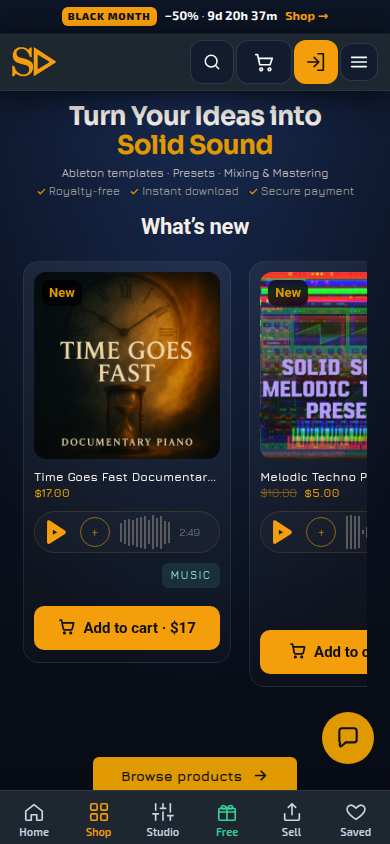 BLACK MONTH −50% · 9d 20h 37m Shop →
SD
Turn Your Ideas into
Solid Sound
Ableton templates · Presets · Mixing & Mastering
✓ Royalty-free ✓ Instant download ✓ Secure payment
What's new
New
TIME GOES
FAST
DOCUMENTARY PIANO
Time Goes Fast Documentar...
$17.00
+
2:49
MUSIC
Add to cart · $17
New
SOLID SO
MELODIC T
PRESE
Melodic Techno P
$10.00 $5.00
+
Add to c
Browse products →
Home
Shop
Studio
Free
Sell
Saved